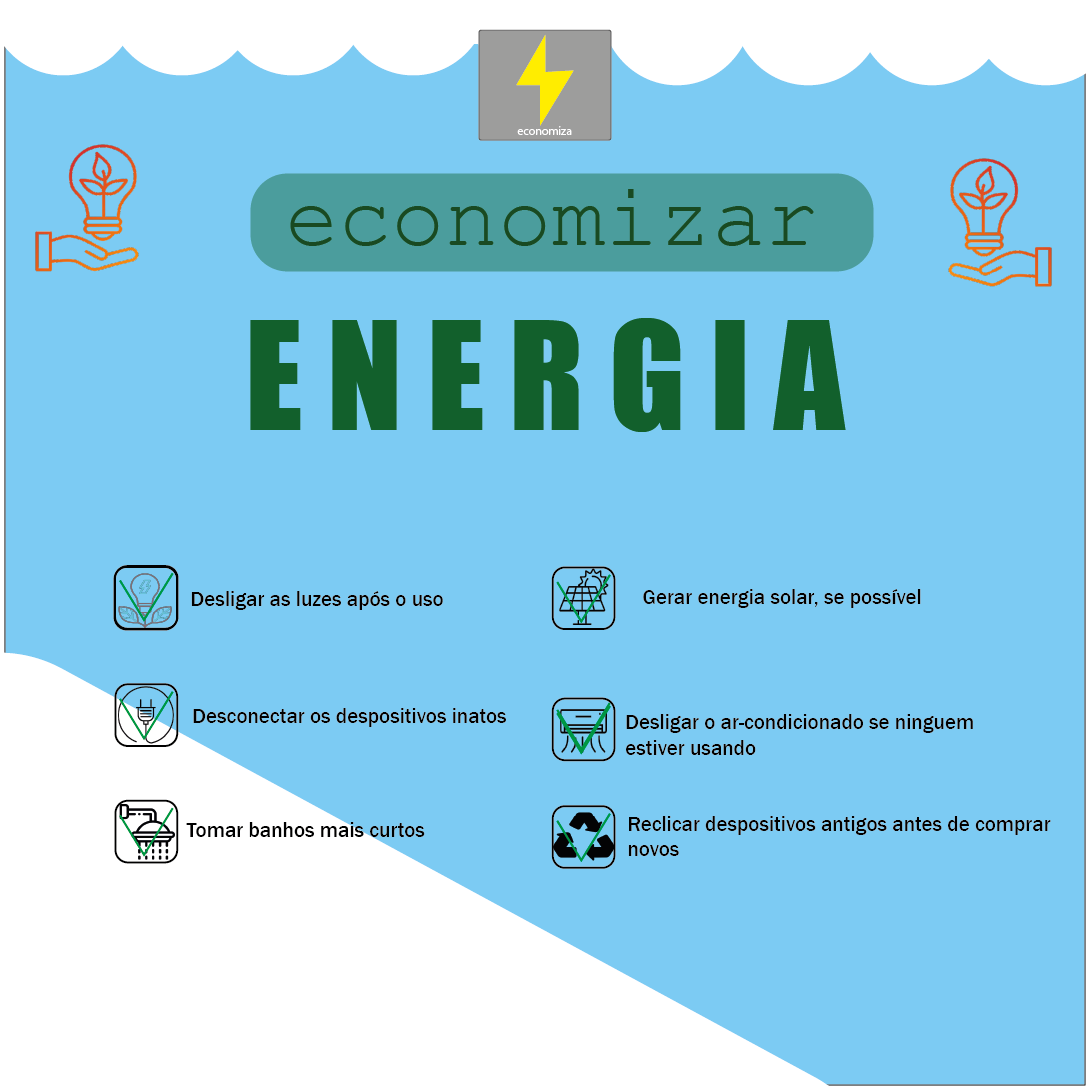 economiza
economizar
ENERGIA
Desligar as luzes após o uso
Gerar energia solar, se possível
Desconectar os despositivos inatos
Desligar o ar-condicionado se ninguem
estiver usando
Tomar banhos mais curtos
Reclicar despositivos antigos antes de comprar
novos